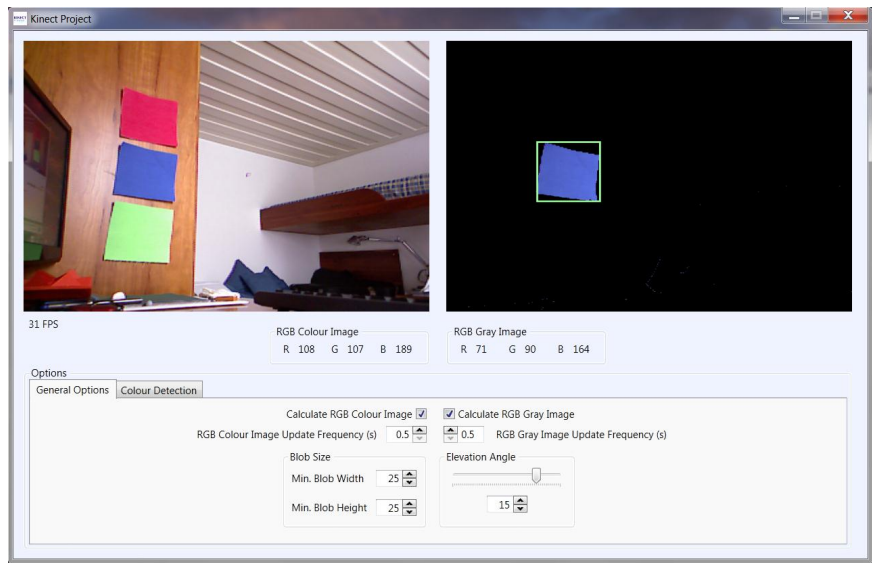 KINECT Kinect Project
31 FPS
RGB Colour Image RGB Gray Image
R 108 G 107 B 189 R 71 G 90 B 164
Options
General Options Colour Detection
Calculate RGB Colour Image Calculate RGB Gray Image
RGB Colour Image Update Frequency (s) 0.5 0.5 RGB Gray Image Update Frequency (s)
Blob Size Elevation Angle
Min. Blob Width 25
Min. Blob Height 25 15